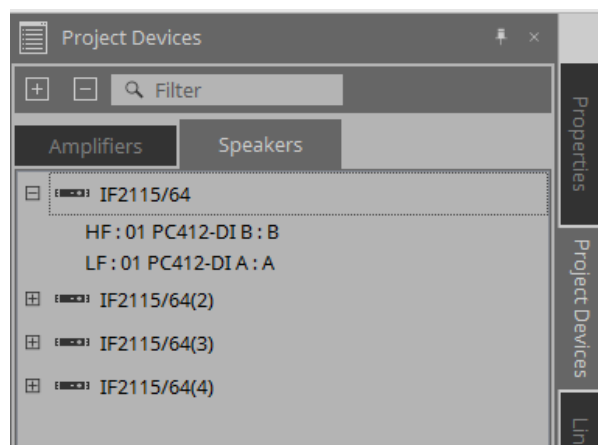 Project Devices
Filter
Amplifiers
Speakers
IF2115/64
HF : 01 PC412-DI B : B
LF : 01 PC412-DI A : A
IF2115/64(2)
IF2115/64(3)
IF2115/64(4)
Properties
Project Devices
Lin